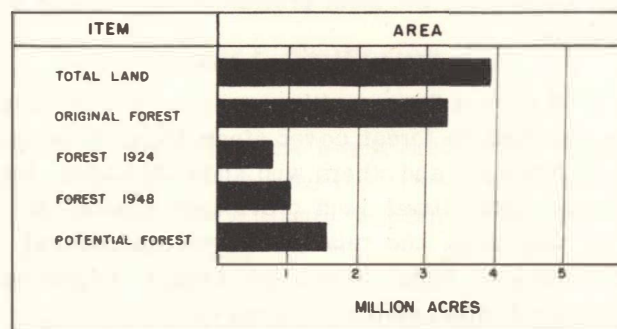 ITEM AREA
TOTAL LAND
ORIGINAL FOREST
FOREST 1924
FOREST 1948
POTENTIAL FOREST
1 2 3 4 5
MILLION ACRES